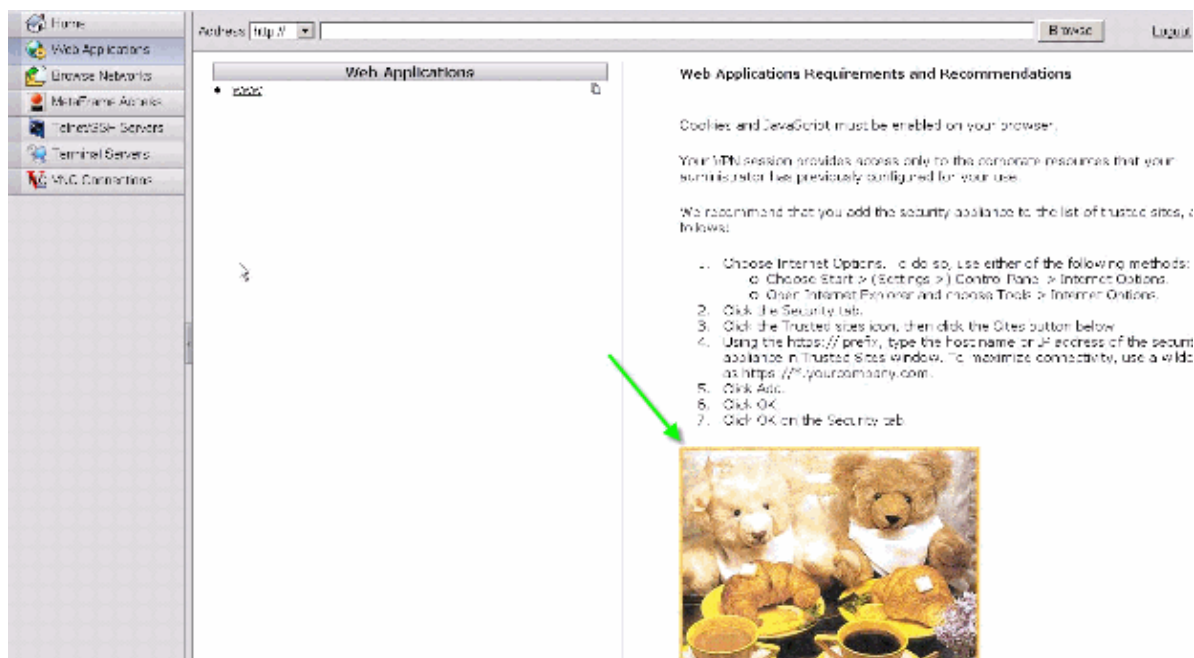 Home
Web Applications
Browse Networks
MetaFrame Access
Telnet/SSH Servers
Terminal Servers
VNC Connections
Address http://
Browse
Logout
Web Applications
Web Applications Requirements and Recommendations
Cookies and JavaScript must be enabled on your browser.
Your VPN session provides access only to the corporate resources that your
administrator has previously configured for your use
We recommend that you add the security appliance to the list of trusted sites, a
follows:
1. Choose Internet Options. To do so, use either of the following methods:
o Choose Start > (Settings >) Control Panel > Internet Options.
o Open Internet Explorer and choose Tools > Internet Options.
2. Click the Security tab.
3. Click the Trusted sites icon, then click the Sites button below
4. Using the https:// prefix, type the host name or IP address of the securit
appliance in Trusted Sites window. To maximize connectivity, use a wildc
as https://*.yourcompany.com.
5. Click Add.
6. Click OK
7. Click OK on the Security tab.